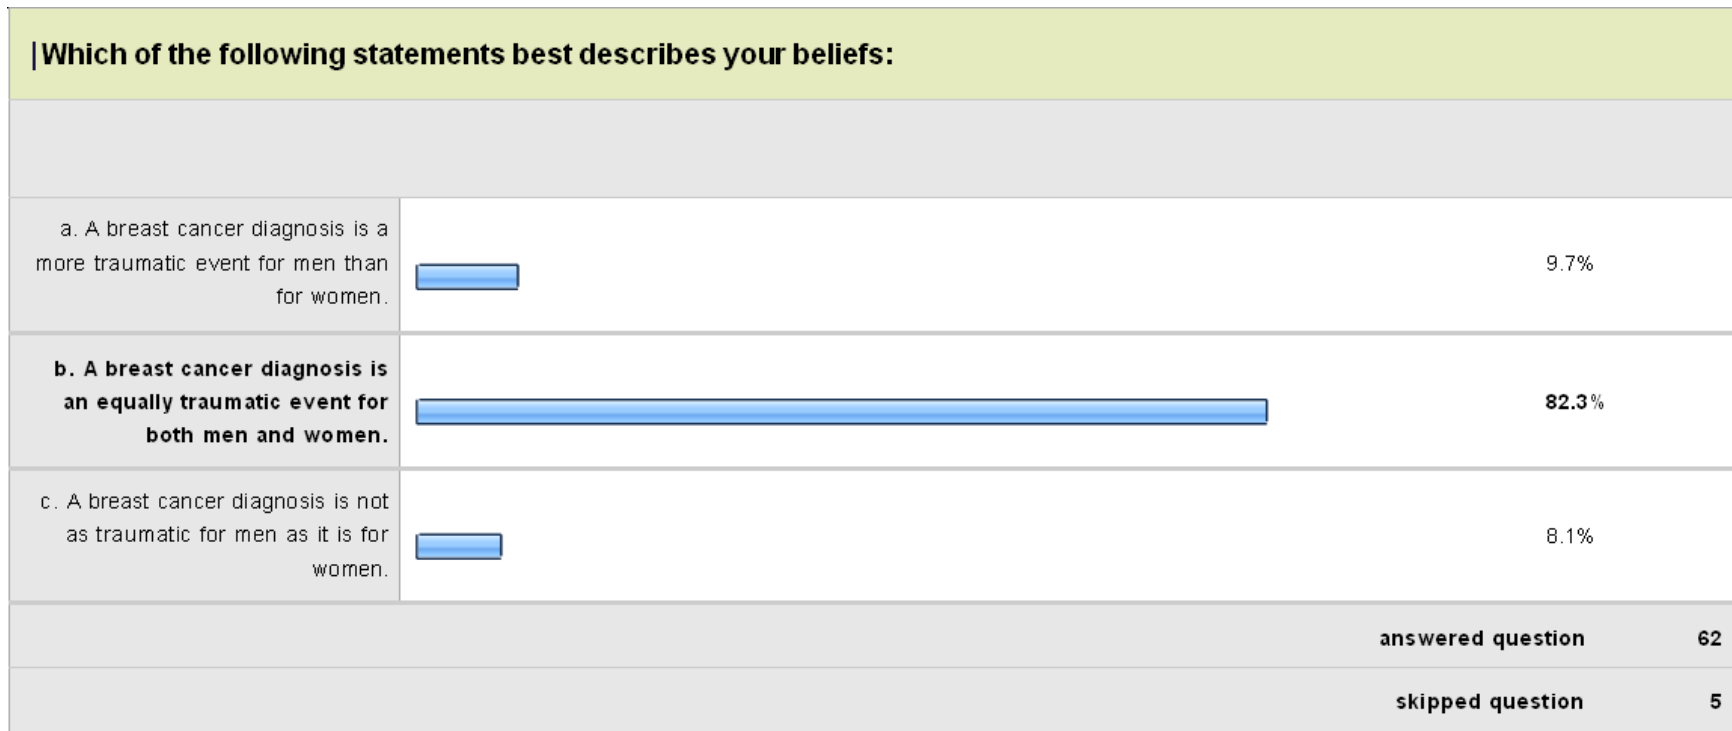 Which of the following statements best describes your beliefs:
a. A breast cancer diagnosis is a
more traumatic event for men than
for women.
9.7%
b. A breast cancer diagnosis is
an equally traumatic event for
both men and women.
82.3%
c. A breast cancer diagnosis is not
as traumatic for men as it is for
women.
8.1%
answered question 62
skipped question 5